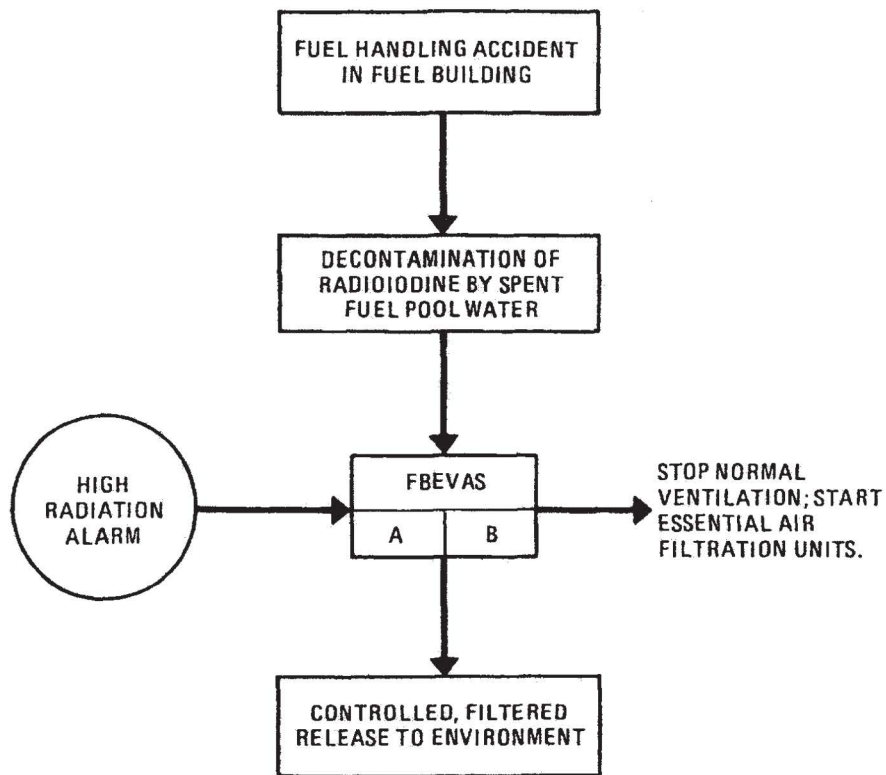 FUEL HANDLING ACCIDENT
IN FUEL BUILDING
DECONTAMINATION OF
RADIOIODINE BY SPENT
FUEL POOL WATER
HIGH
RADIATION
ALARM
FBEVAS
A
B
STOP NORMAL
VENTILATION; START
ESSENTIAL AIR
FILTRATION UNITS.
CONTROLLED, FILTERED
RELEASE TO ENVIRONMENT